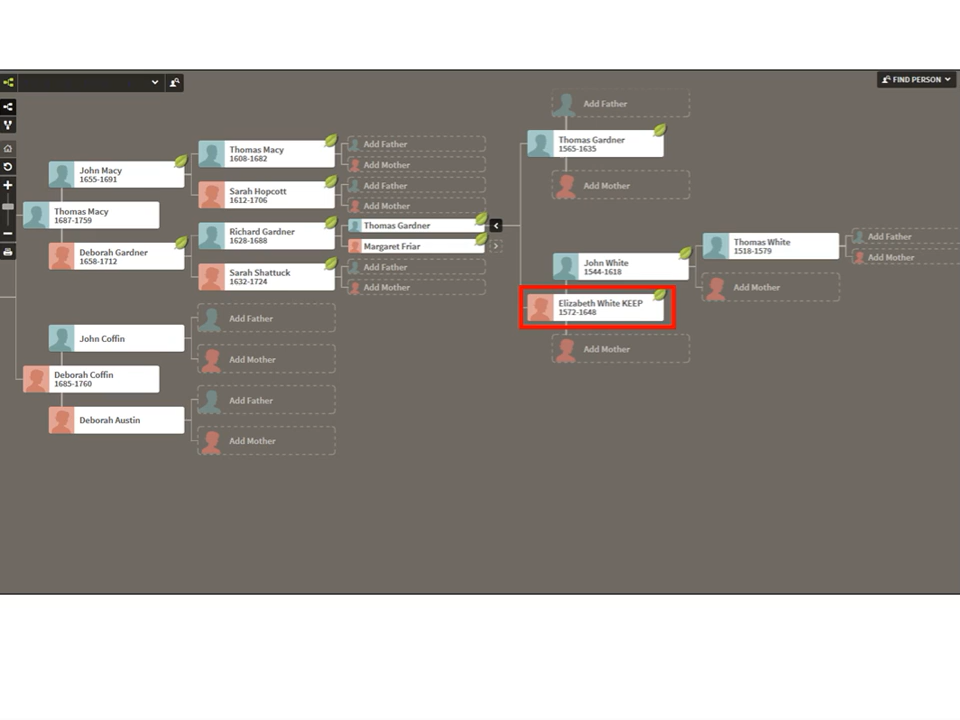 FIND PERSON
John Macy
1655-1691
Thomas Macy
1687-1759
Deborah Gardner
1658-1712
John Coffin
Deborah Coffin
1685-1760
Deborah Austin
Thomas Macy
1608-1682
Sarah Hopcott
1612-1706
Richard Gardner
1628-1688
Sarah Shattuck
1632-1724
Add Father
Add Mother
Add Father
Add Mother
Add Father
Add Mother
Add Father
Add Mother
Thomas Gardner
Margaret Friar
Add Father
Add Mother
Add Father
Thomas Gardner
1565-1635
Add Mother
John White
1544-1618
Elizabeth White KEEP
1572-1648
Add Mother
Thomas White
1518-1579
Add Mother
Add Father
Add Mother